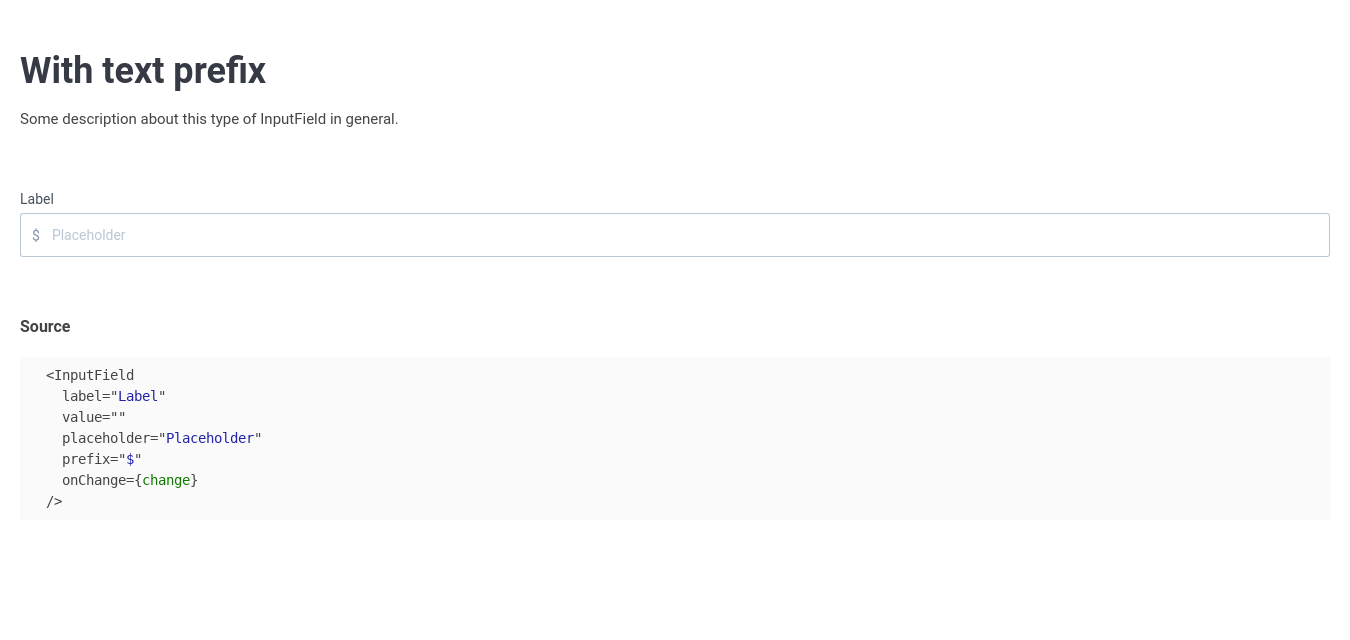 With text prefix
Some description about this type of InputField in general.
Label
$ Placeholder
Source
<InputField
  label="Label"
  value=""
  placeholder="Placeholder"
  prefix="$"
  onChange={change}
/>